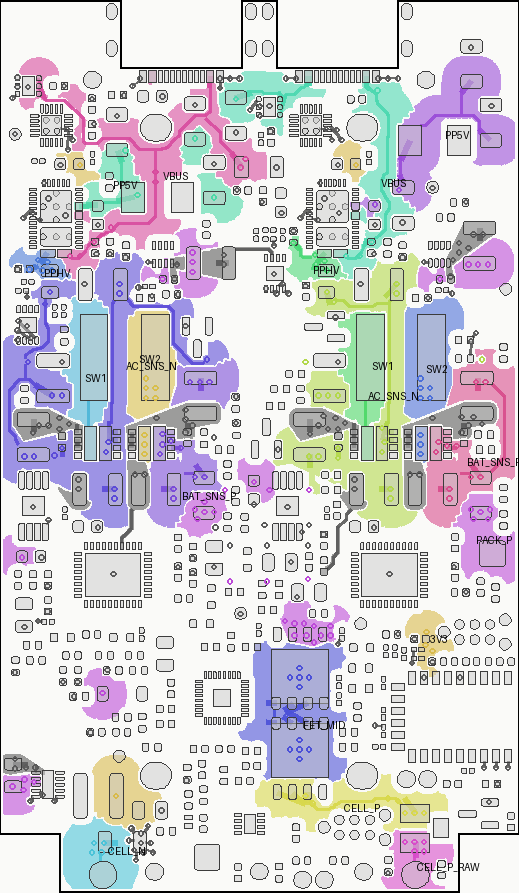 PP5V
VBUS
PP5V
VBUS
PPHV
PPHV
SW2
AC_SNS_N
SW1
SW1
SW2
AC_SNS_N
BAT_SNS_P
BAT_SNS_P
PACK_P
3V3
FET_MID
CELL_P
CELL_N
CELL_P_RAW